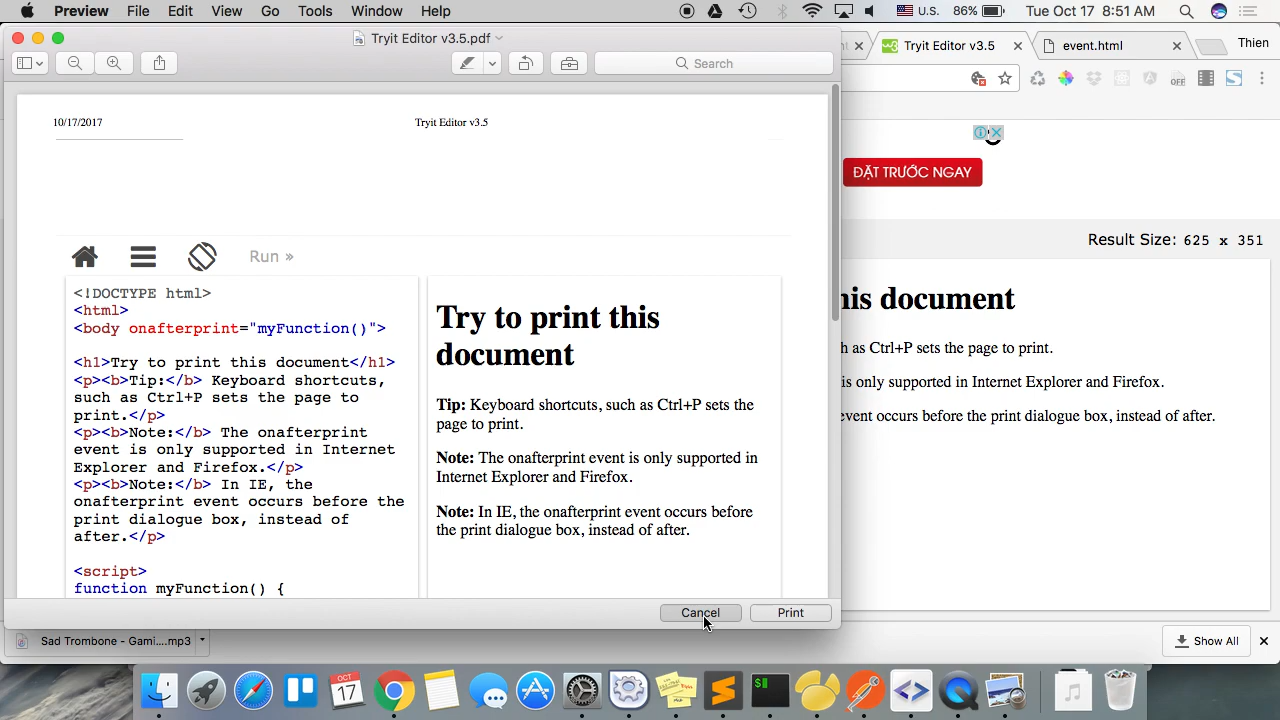 Preview File Edit View Go Tools Window Help U.S. 86% Tue Oct 17 8:51 AM
Tryit Editor v3.5.pdf
Search
Tryit Editor v3.5
event.html
Thien
OFF
10/17/2017
Tryit Editor v3.5
ĐẶT TRƯỚC NGAY
Run »
Result Size: 625 x 351
<!DOCTYPE html>
<html>
<body onafterprint="myFunction()">
<h1>Try to print this document</h1>
<p><b>Tip:</b> Keyboard shortcuts,
such as Ctrl+P sets the page to
print.</p>
<p><b>Note:</b> The onafterprint
event is only supported in Internet
Explorer and Firefox.</p>
<p><b>Note:</b> In IE, the
onafterprint event occurs before the
print dialogue box, instead of
after.</p>
<script>
function myFunction() {
Try to print this
document
Tip: Keyboard shortcuts, such as Ctrl+P sets the
page to print.
Note: The onafterprint event is only supported in
Internet Explorer and Firefox.
Note: In IE, the onafterprint event occurs before
the print dialogue box, instead of after.
his document
h as Ctrl+P sets the page to print.
is only supported in Internet Explorer and Firefox.
event occurs before the print dialogue box, instead of after.
Cancel
Print
Sad Trombone - Gami....mp3
Show All
OCT
17
$